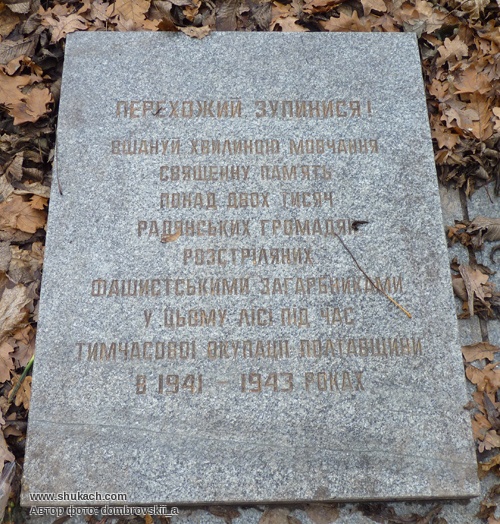 ПЕРЕХОЖИЙ ЗУПИНИСЯ!
ВШАНУЙ ХВИЛИНОЮ МОВЧАННЯ
СВЯЩЕННУ ПАМ'ЯТЬ
ПОНАД ДВОХ ТИСЯЧ
РАДЯНСЬКИХ ГРОМАДЯН
РОЗСТРІЛЯНИХ
ФАШИСТСЬКИМИ ЗАГАРБНИКАМИ
У ЦЬОМУ ЛІСІ ПІД ЧАС
ТИМЧАСОВОЇ ОКУПАЦІЇ ПОЛТАВЩИНИ
В 1941 – 1943 РОКАХ
www.shukach.com
Автор фото: dombrovskii_a